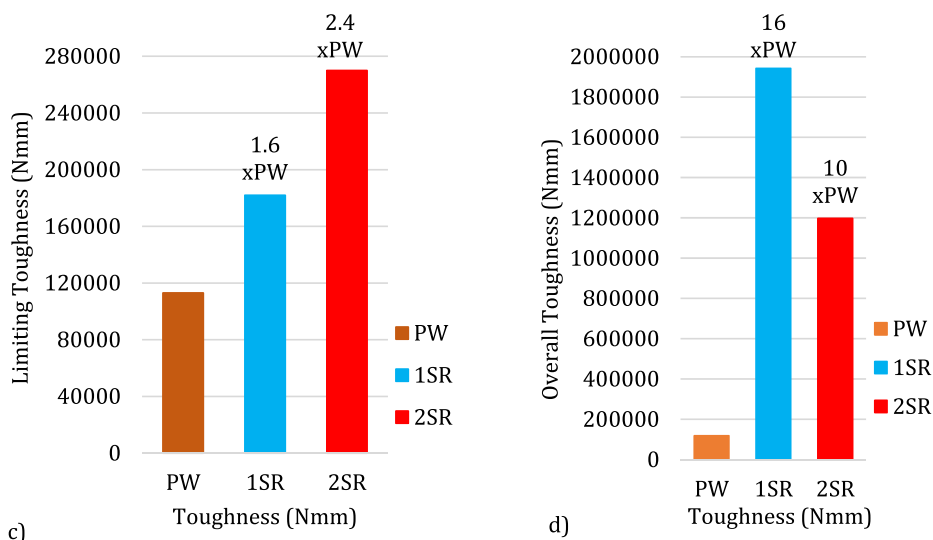 2.4
xPW
1.6
xPW
280000
240000
200000
160000
120000
80000
40000
0
Limiting Toughness (Nmm)
PW
1SR
2SR
PW
1SR
2SR
Toughness (Nmm)
c)
16
xPW
10
xPW
2000000
1800000
1600000
1400000
1200000
1000000
800000
600000
400000
200000
0
Overall Toughness (Nmm)
PW
1SR
2SR
PW
1SR
2SR
Toughness (Nmm)
d)